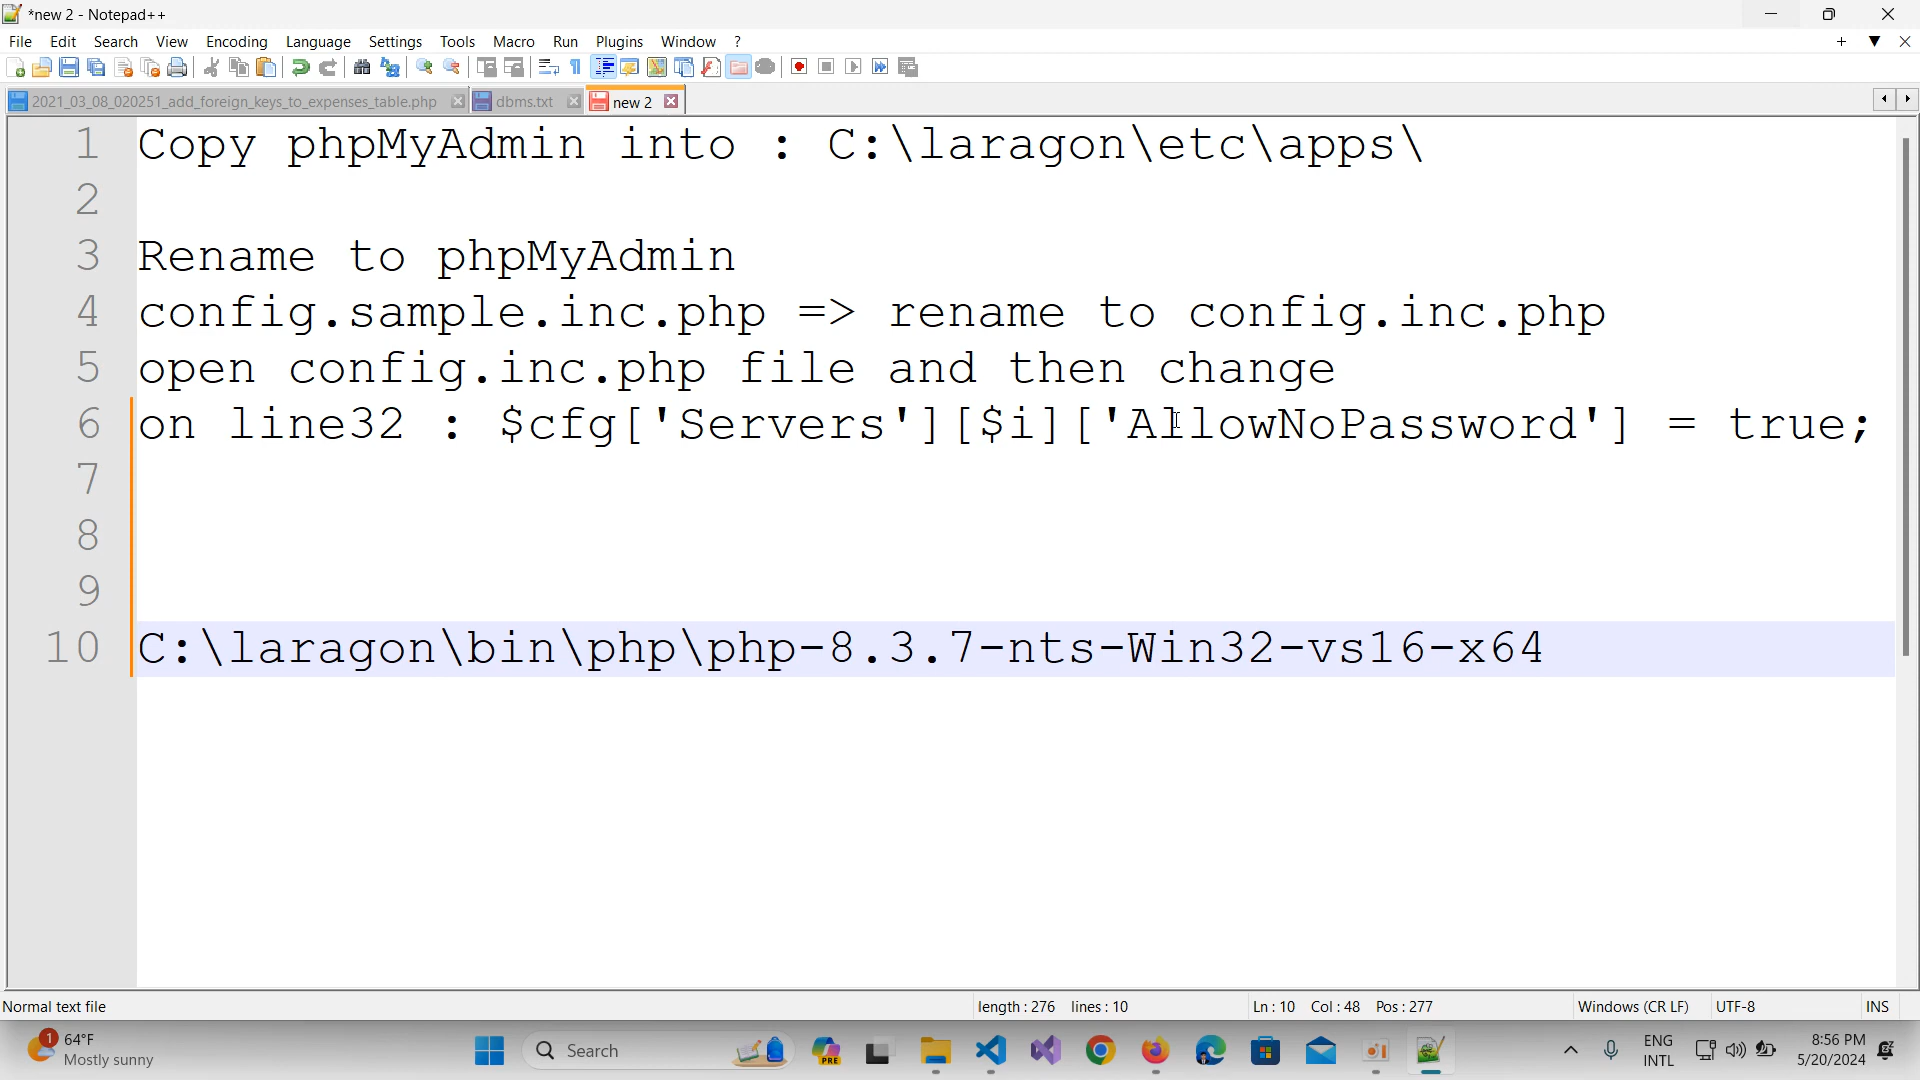 *new 2 - Notepad++
File Edit Search View Encoding Language Settings Tools Macro Run Plugins Window ?
2021_03_08_020251_add_foreign_keys_to_expenses_table.php dbms.txt new 2
1 Copy phpMyAdmin into : C:\laragon\etc\apps\
2
3 Rename to phpMyAdmin
4 config.sample.inc.php => rename to config.inc.php
5 open config.inc.php file and then change
6 on line32 : $cfg['Servers'][$i]['AllowNoPassword'] = true;
7
8
9
10 C:\laragon\bin\php\php-8.3.7-nts-Win32-vs16-x64
Normal text file length : 276 lines : 10 Ln : 10 Col : 48 Pos : 277 Windows (CR LF) UTF-8 INS
1 64°F
Mostly sunny
Search
PRE
ENG
INTL
8:56 PM
5/20/2024